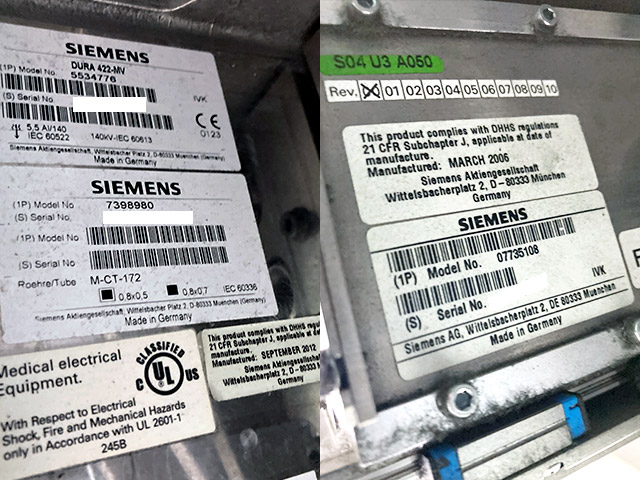 SIEMENS
(1P) Model No. DURA 422-MV
5534776
(S) Serial No.
IVK
5,5 Al/140
IEC 60522
140kV-IEC 60613
CE
0123
Siemens Aktiengesellschaft, Wittelsbacher Platz 2, D-80333 Muenchen (Germany)
Made in Germany
SIEMENS
(1P) Model No 7398980
(S) Serial No.
(1P) Model No
(S) Serial No
Roehre/Tube M-CT-172
0.8x0,5 0.8x0,7 IEC 60336
Siemens Aktiengesellschaft, Wittelsbacher Platz 2, D-80333 Muenchen (Germany)
Made in Germany
Medical electrical
Equipment.
CLASSIFIED
C UL US
With Respect to Electrical
Shock, Fire and Mechanical Hazards
only in Accordance with UL 2601-1
245B
This product complies with DHHS regulations
21 CFR Subchapter J, applicable at date of
manufacture.
Manufactured: SEPTEMBER 2012
Siemens Aktiengesellschaft
Wittelsbacherplatz 2, D-80333
Germany
S04 U3 A050
Rev. 01 02 03 04 05 06 07 08 09 10
This product complies with DHHS regulations
21 CFR Subchapter J, applicable at date of
manufacture.
Manufactured: MARCH 2006
Siemens Aktiengesellschaft
Wittelsbacherplatz 2, D-80333 München
Germany
SIEMENS
(1P) Model No. 07735108
IVK
(S) Serial No.
Siemens AG, Wittelsbacherplatz 2, DE 80333 Muenchen
Made in Germany